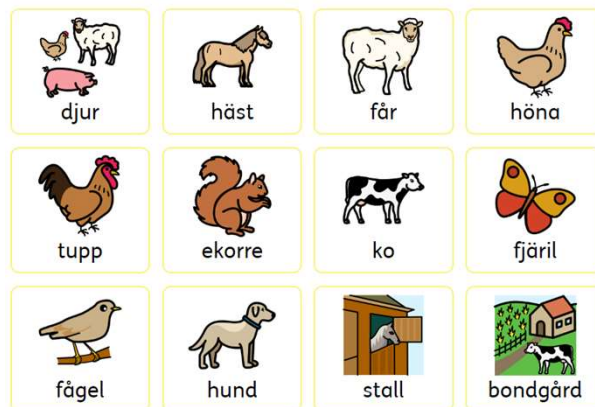 djur häst får höna
tupp ekorre ko fjäril
fågel hund stall bondgård